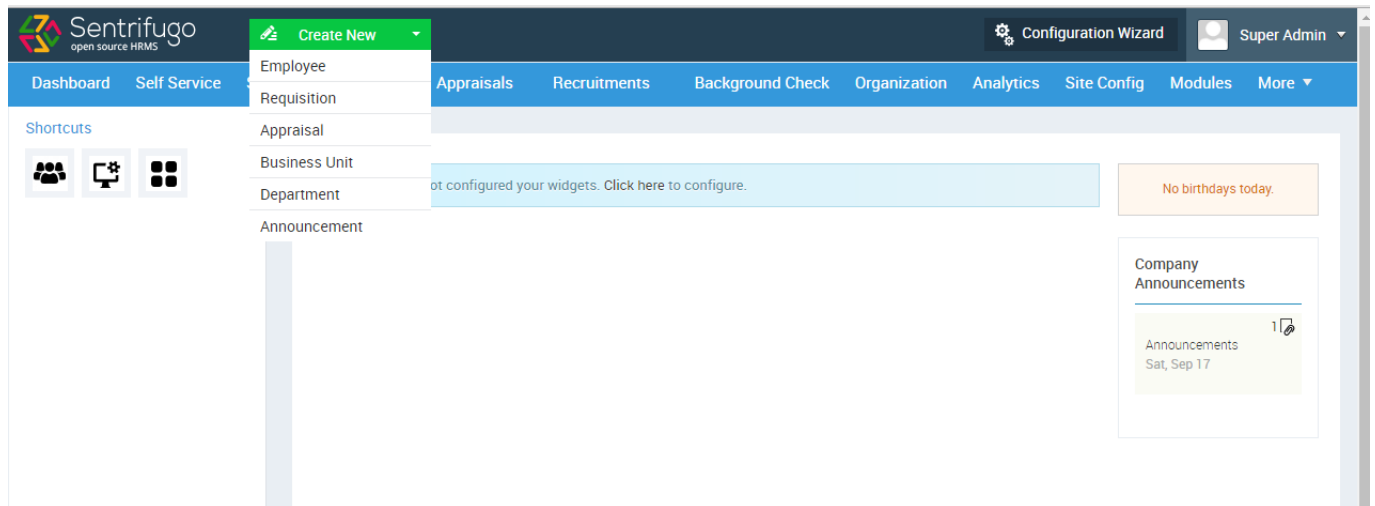 Sentrifugo
open source HRMS
Create New
Configuration Wizard
Super Admin
Employee
Requisition
Appraisal
Business Unit
Department
Announcement
Dashboard Self Service Appraisals Recruitments Background Check Organization Analytics Site Config Modules More
Shortcuts
configured your widgets. Click here to configure.
No birthdays today.
Company
Announcements
1
Announcements
Sat, Sep 17